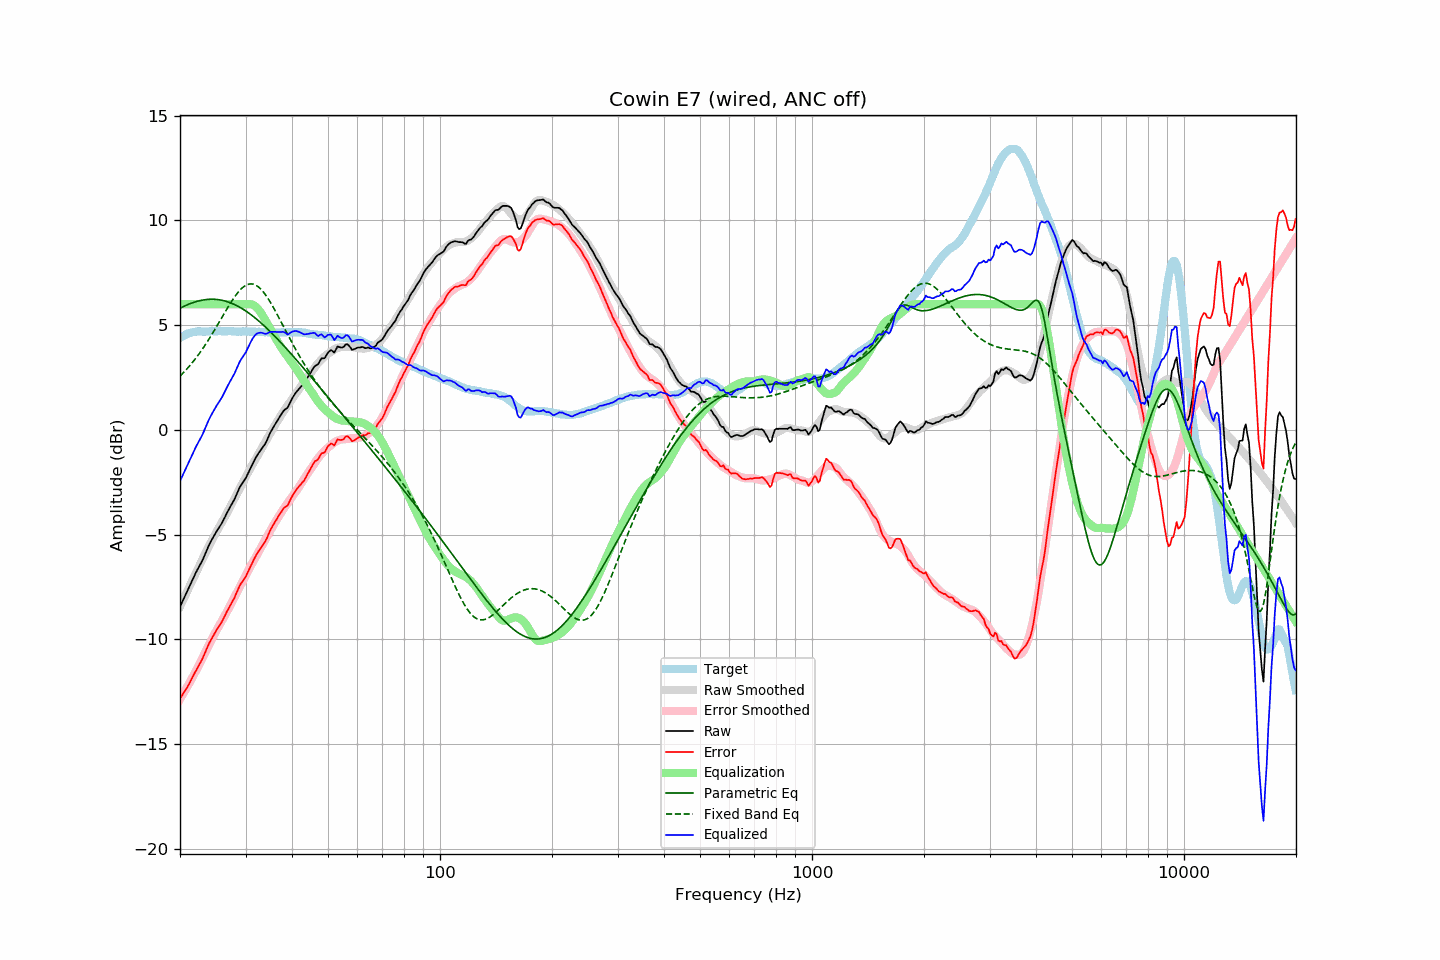 Cowin E7 (wired, ANC off)
15
10
5
0
−5
−10
−15
−20
Amplitude (dBr)
Target
Raw Smoothed
Error Smoothed
Raw
Error
Equalization
Parametric Eq
Fixed Band Eq
Equalized
100
1000
10000
Frequency (Hz)